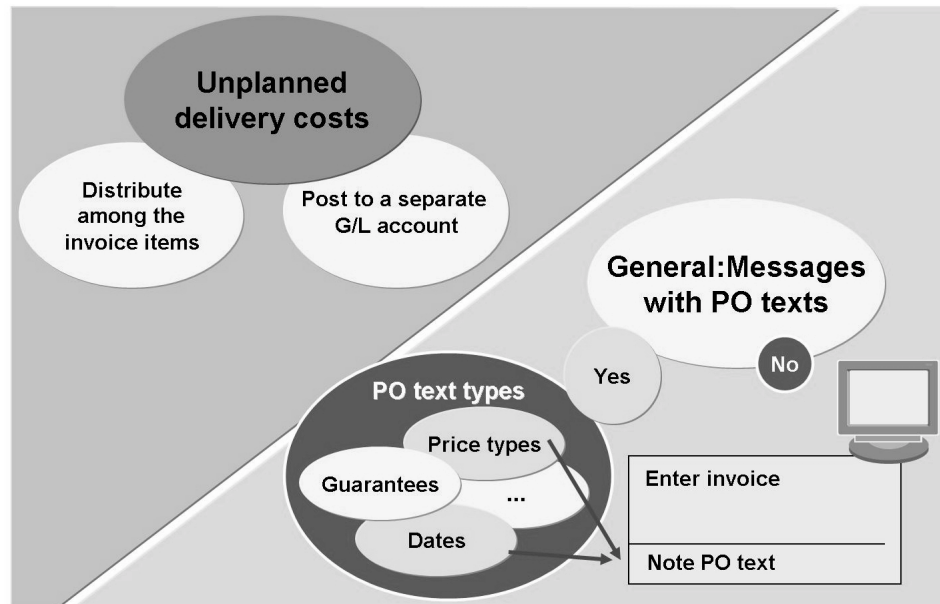 Unplanned
delivery costs
Distribute
among the
invoice items
Post to a separate
G/L account
General:Messages
with PO texts
Yes
No
PO text types
Price types
Guarantees
...
Dates
Enter invoice
Note PO text